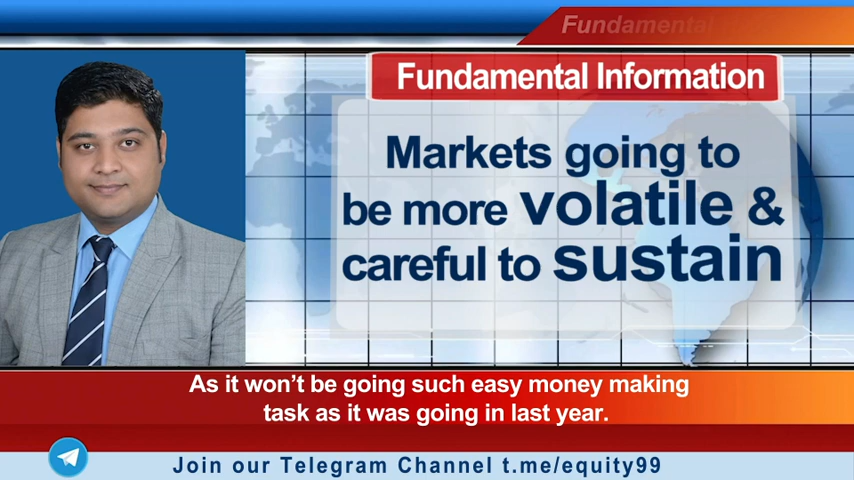 Fundamental
Fundamental Information
Markets going to
be more volatile &
careful to sustain
As it won't be going such easy money making
task as it was going in last year.
Join our Telegram Channel t.me/equity99